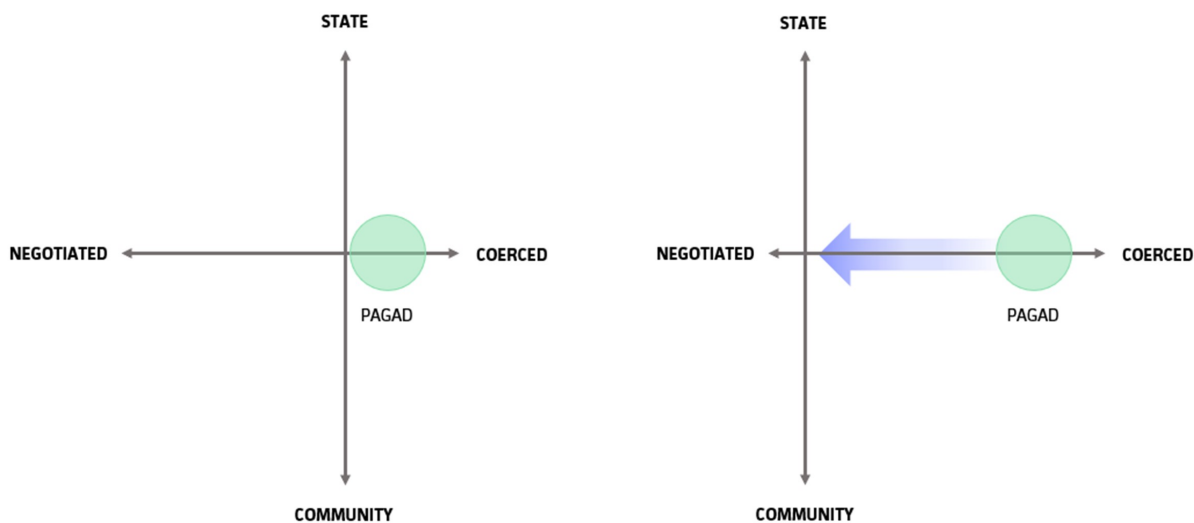 STATE
NEGOTIATED
COERCED
PAGAD
COMMUNITY
STATE
NEGOTIATED
COERCED
PAGAD
COMMUNITY